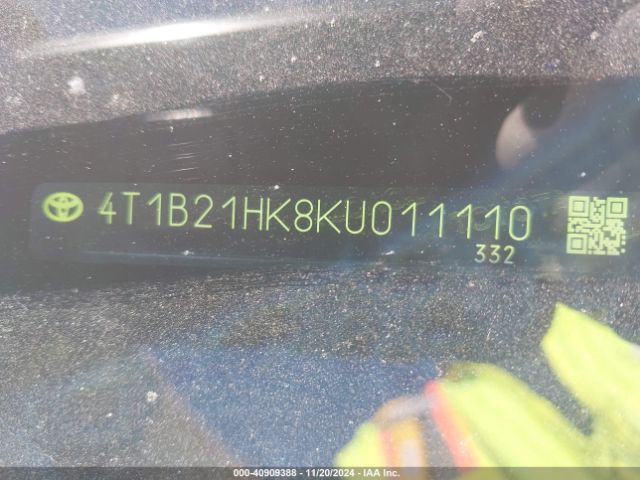 4T1B21HK8KU011110
332
000-40909388 - 11/20/2024 - IAA Inc.